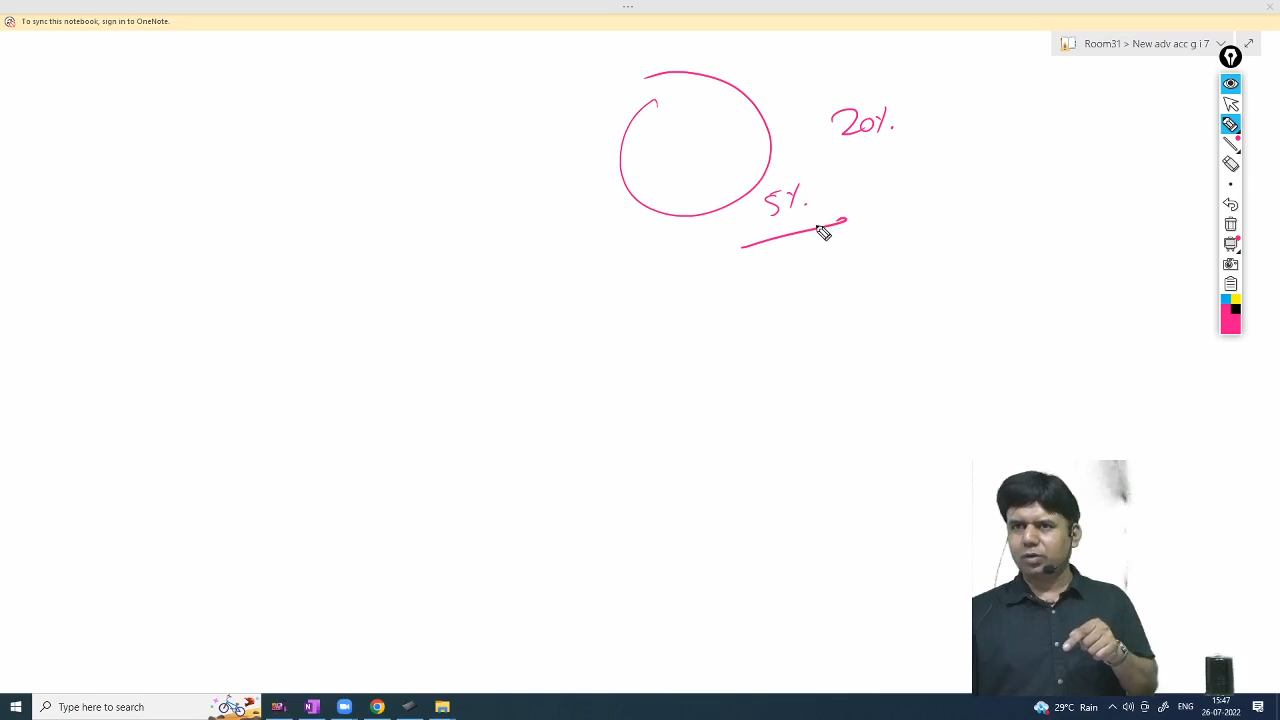 To sync this notebook, sign in to OneNote.
Room31 > New adv acc g i 7
20%.
5%.
Type here to search
29°C Rain
ENG
15:47
26-07-2022